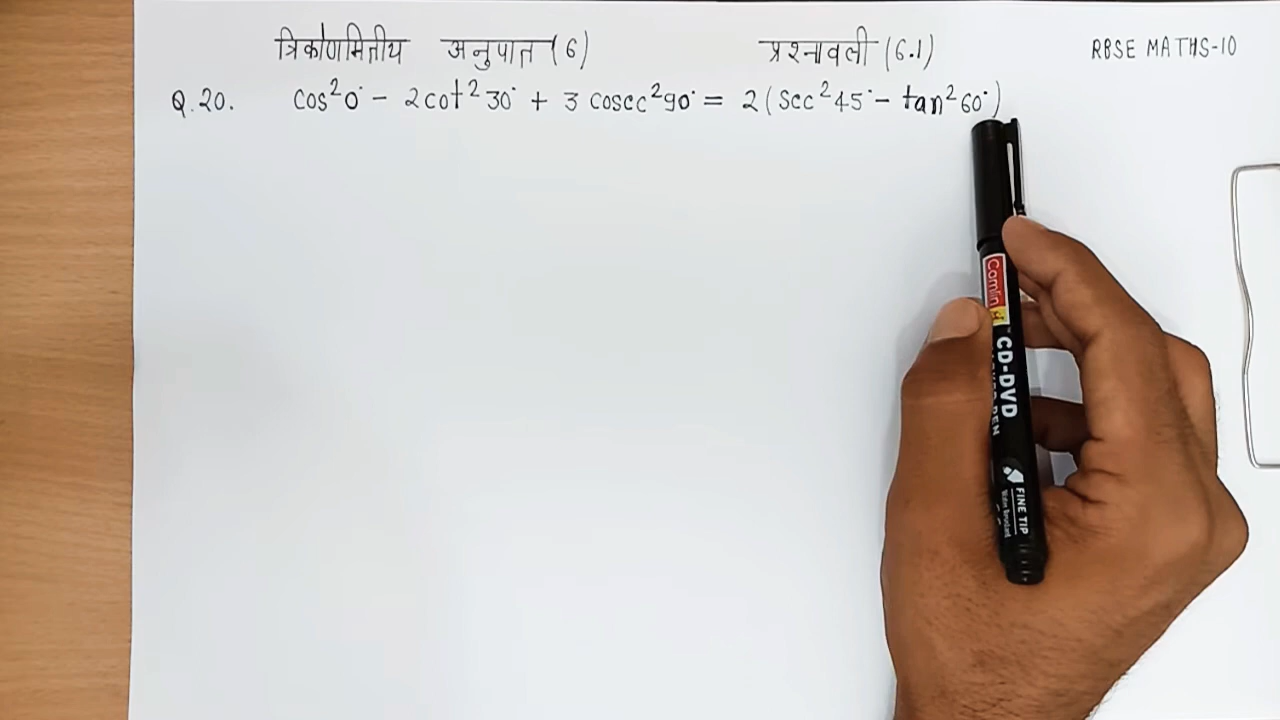 त्रिकोणमितीय अनुपात (6) प्रश्नावली (6.1) RBSE MATHS-10
Q.20. cos²0° - 2cot²30° + 3 cosec²90° = 2(sec²45° - tan²60°)
Camlin
CD-DVD
FINE TIP